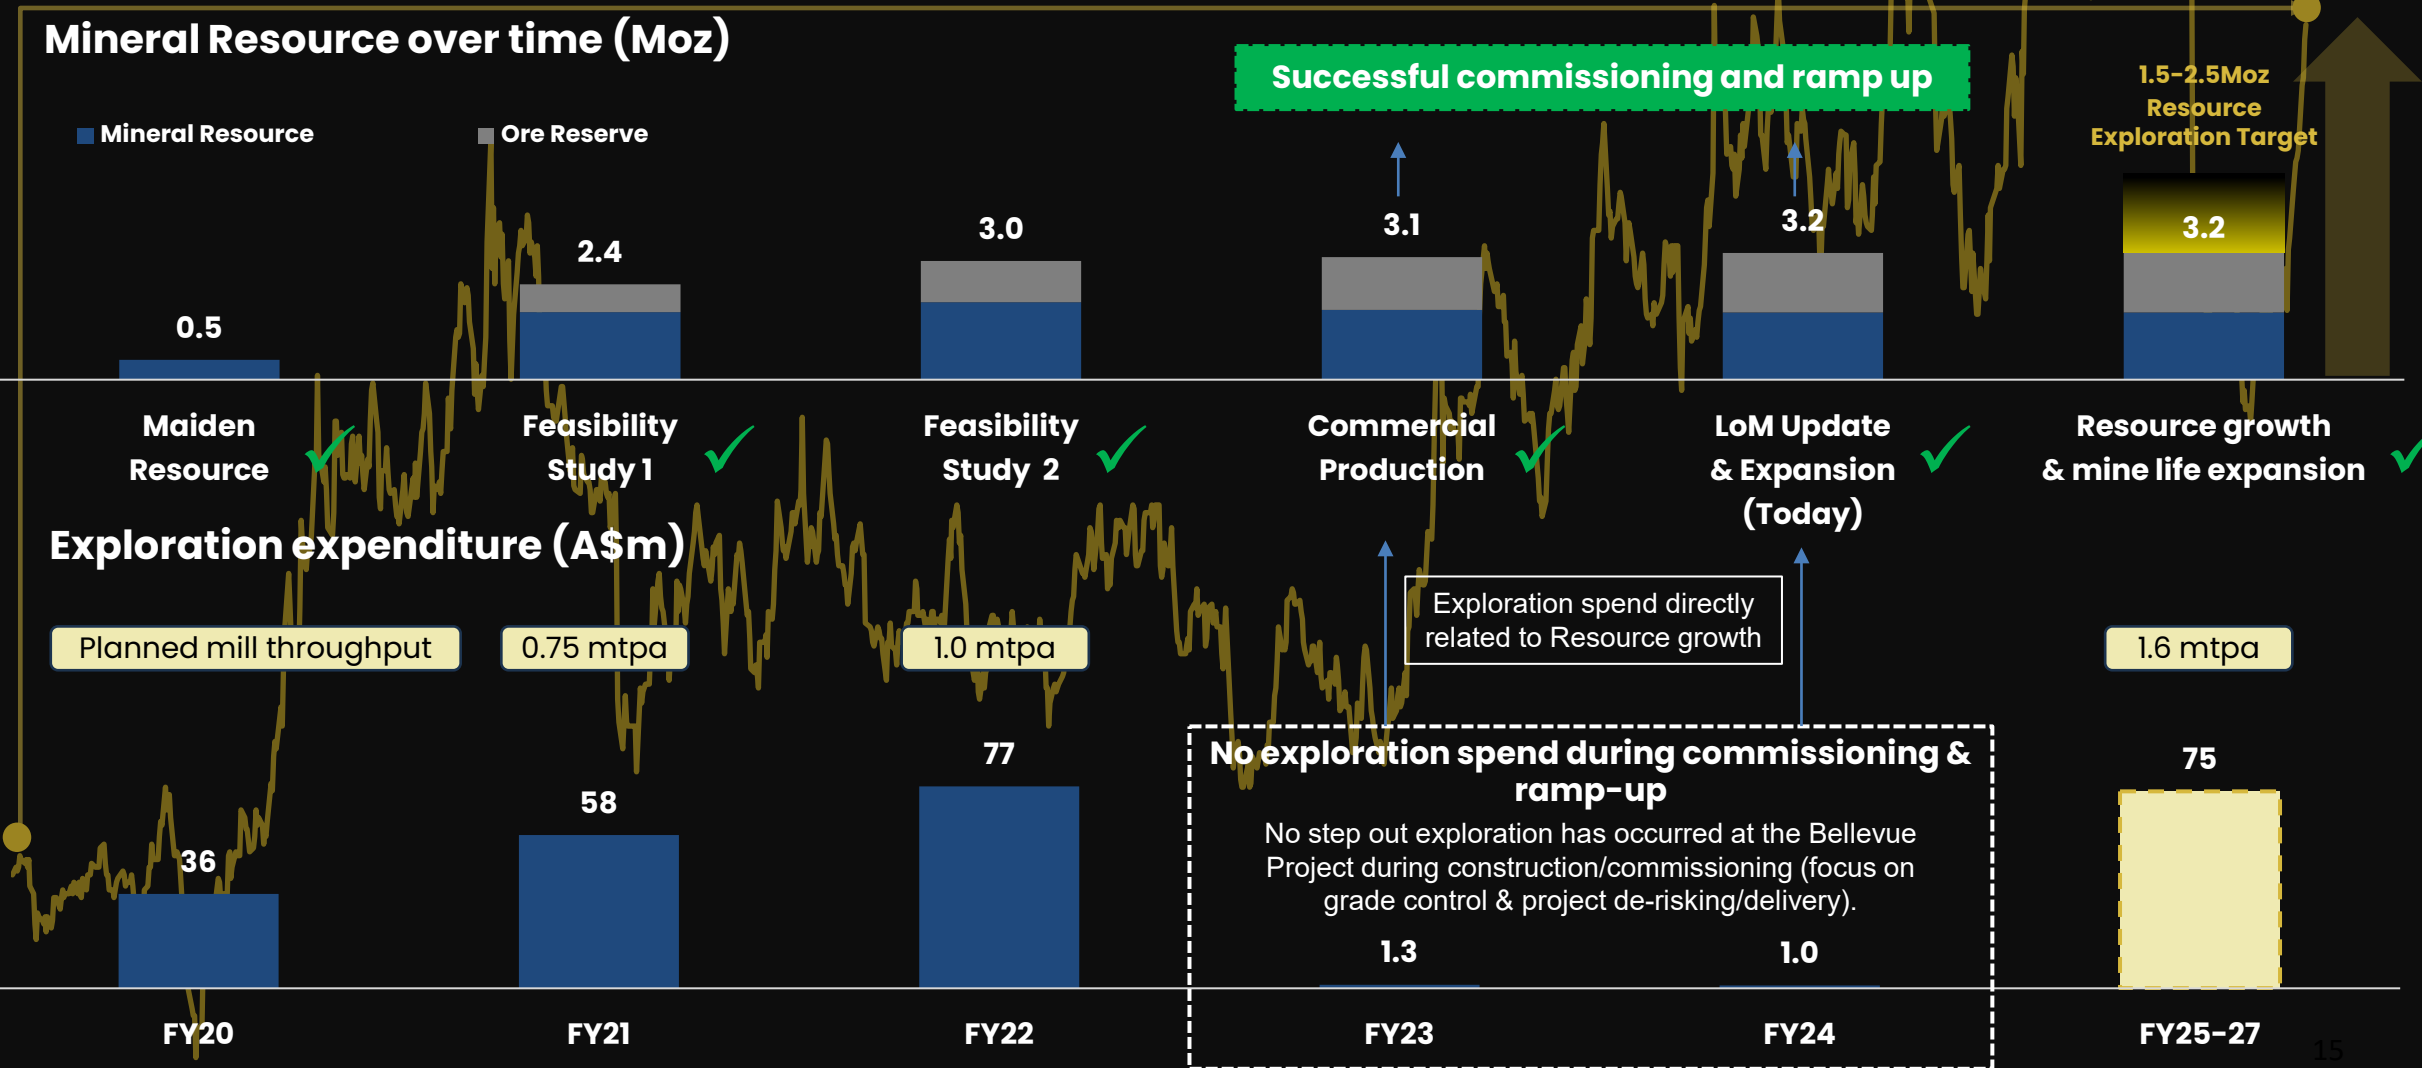 Mineral Resource over time (Moz)
Successful commissioning and ramp up
1.5-2.5Moz
Resource
Exploration Target
Mineral Resource
Ore Reserve
0.5
2.4
3.0
3.1
3.2
3.2
Maiden
Resource
Feasibility
Study 1
Feasibility
Study 2
Commercial
Production
LoM Update
& Expansion
(Today)
Resource growth
& mine life expansion
Exploration expenditure (A$m)
Exploration spend directly
related to Resource growth
Planned mill throughput
0.75 mtpa
1.0 mtpa
1.6 mtpa
No exploration spend during commissioning &
ramp-up
No step out exploration has occurred at the Bellevue
Project during construction/commissioning (focus on
grade control & project de-risking/delivery).
36
58
77
1.3
1.0
75
FY20
FY21
FY22
FY23
FY24
FY25-27
15